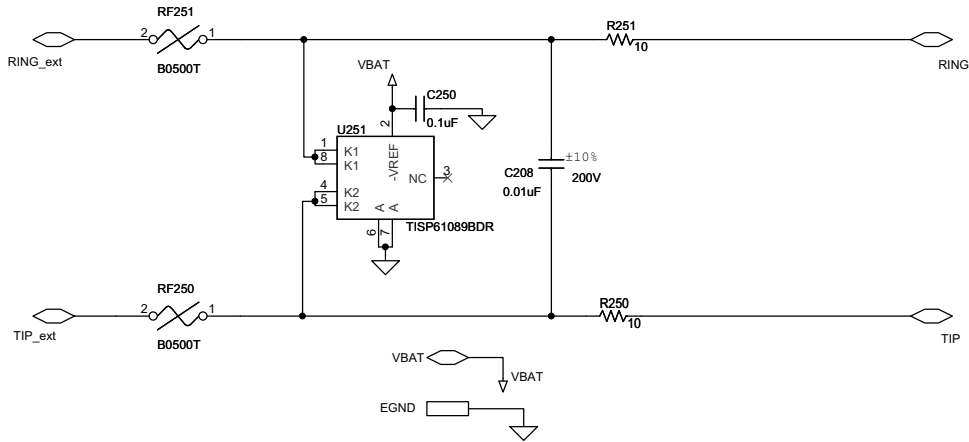 RF251
R251
2
1
10
RING_ext
B0500T
RING
VBAT
C250
0.1uF
2
U251
1
K1
-VREF
8
K1
NC
3
±10%
C208
200V
0.01uF
4
K2
5
K2
A
A
TISP61089BDR
6
7
RF250
R250
2
1
10
TIP_ext
B0500T
TIP
VBAT
VBAT
EGND